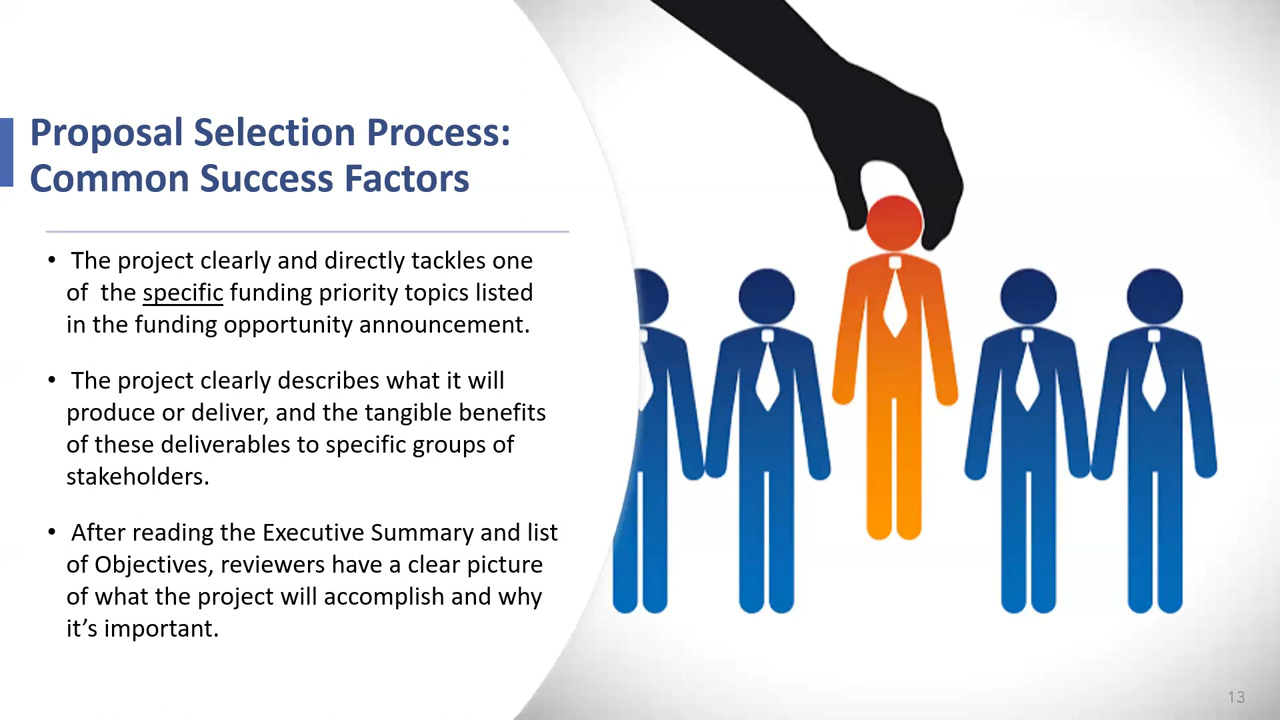 Proposal Selection Process:
Common Success Factors
• The project clearly and directly tackles one
of the specific funding priority topics listed
in the funding opportunity announcement.
• The project clearly describes what it will
produce or deliver, and the tangible benefits
of these deliverables to specific groups of
stakeholders.
• After reading the Executive Summary and list
of Objectives, reviewers have a clear picture
of what the project will accomplish and why
it’s important.
13